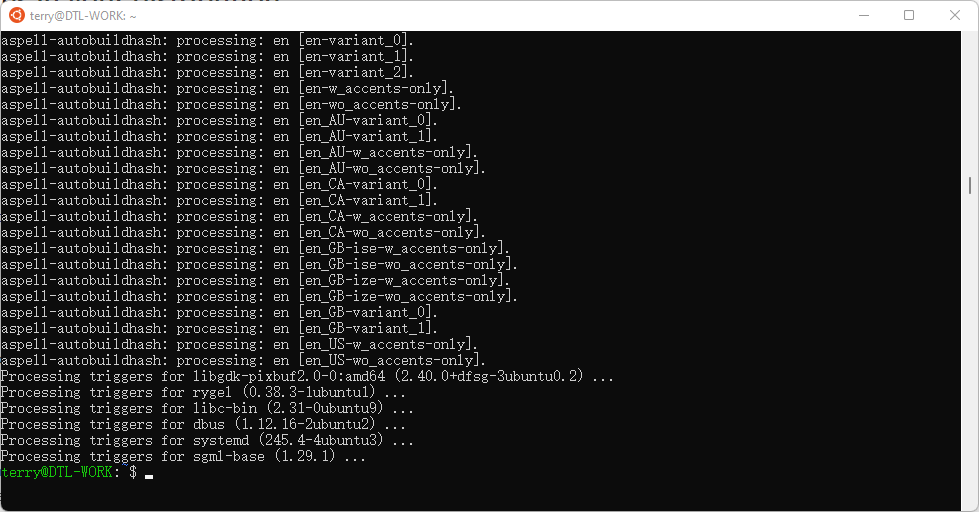 terry@DTL-WORK: ~
aspell-autobuildhash: processing: en [en-variant_0].
aspell-autobuildhash: processing: en [en-variant_1].
aspell-autobuildhash: processing: en [en-variant_2].
aspell-autobuildhash: processing: en [en-w_accents-only].
aspell-autobuildhash: processing: en [en-wo_accents-only].
aspell-autobuildhash: processing: en [en_AU-variant_0].
aspell-autobuildhash: processing: en [en_AU-variant_1].
aspell-autobuildhash: processing: en [en_AU-w_accents-only].
aspell-autobuildhash: processing: en [en_AU-wo_accents-only].
aspell-autobuildhash: processing: en [en_CA-variant_0].
aspell-autobuildhash: processing: en [en_CA-variant_1].
aspell-autobuildhash: processing: en [en_CA-w_accents-only].
aspell-autobuildhash: processing: en [en_CA-wo_accents-only].
aspell-autobuildhash: processing: en [en_GB-ise-w_accents-only].
aspell-autobuildhash: processing: en [en_GB-ise-wo_accents-only].
aspell-autobuildhash: processing: en [en_GB-ize-w_accents-only].
aspell-autobuildhash: processing: en [en_GB-ize-wo_accents-only].
aspell-autobuildhash: processing: en [en_GB-variant_0].
aspell-autobuildhash: processing: en [en_GB-variant_1].
aspell-autobuildhash: processing: en [en_US-w_accents-only].
aspell-autobuildhash: processing: en [en_US-wo_accents-only].
Processing triggers for libgdk-pixbuf2.0-0:amd64 (2.40.0+dfsg-3ubuntu0.2) ...
Processing triggers for rygel (0.38.3-1ubuntu1) ...
Processing triggers for libc-bin (2.31-0ubuntu9) ...
Processing triggers for dbus (1.12.16-2ubuntu2) ...
Processing triggers for systemd (245.4-4ubuntu3) ...
Processing triggers for sgml-base (1.29.1) ...
terry@DTL-WORK:~$